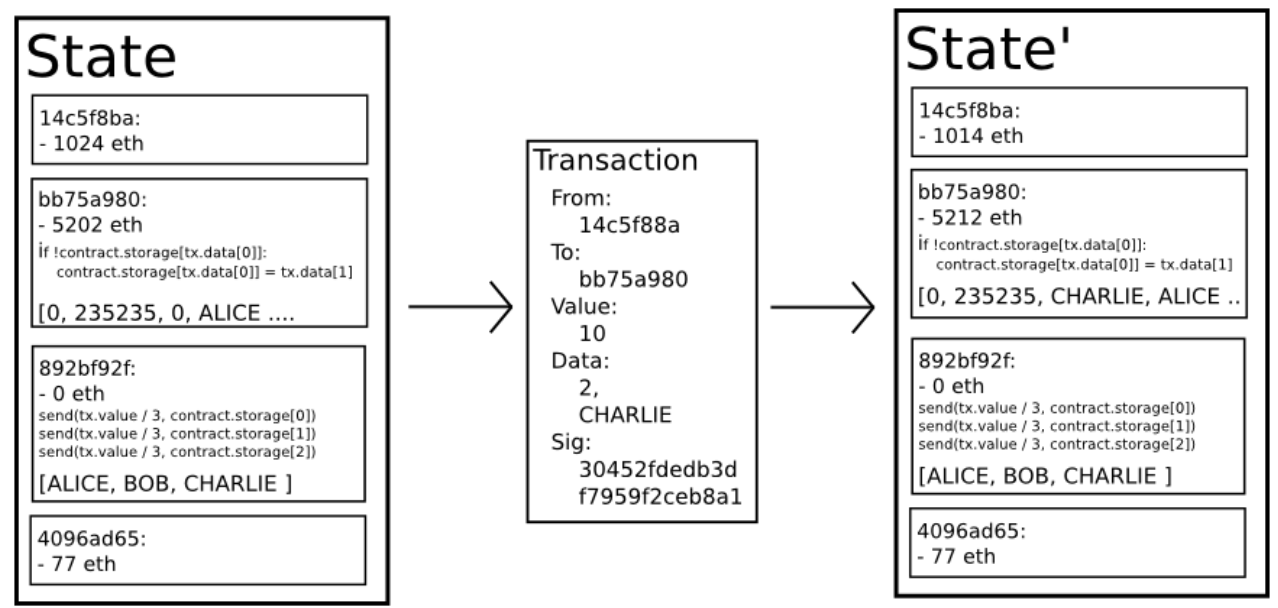 State
14c5f8ba:
- 1024 eth
bb75a980:
- 5202 eth
if !contract.storage[tx.data[0]]:
contract.storage[tx.data[0]] = tx.data[1]
[0, 235235, 0, ALICE ....
892bf92f:
- 0 eth
send(tx.value / 3, contract.storage[0])
send(tx.value / 3, contract.storage[1])
send(tx.value / 3, contract.storage[2])
[ALICE, BOB, CHARLIE ]
4096ad65:
- 77 eth
Transaction
From:
14c5f88a
To:
bb75a980
Value:
10
Data:
2,
CHARLIE
Sig:
30452fdedb3d
f7959f2ceb8a1
State'
14c5f8ba:
- 1014 eth
bb75a980:
- 5212 eth
if !contract.storage[tx.data[0]]:
contract.storage[tx.data[0]] = tx.data[1]
[0, 235235, CHARLIE, ALICE ..
892bf92f:
- 0 eth
send(tx.value / 3, contract.storage[0])
send(tx.value / 3, contract.storage[1])
send(tx.value / 3, contract.storage[2])
[ALICE, BOB, CHARLIE ]
4096ad65:
- 77 eth